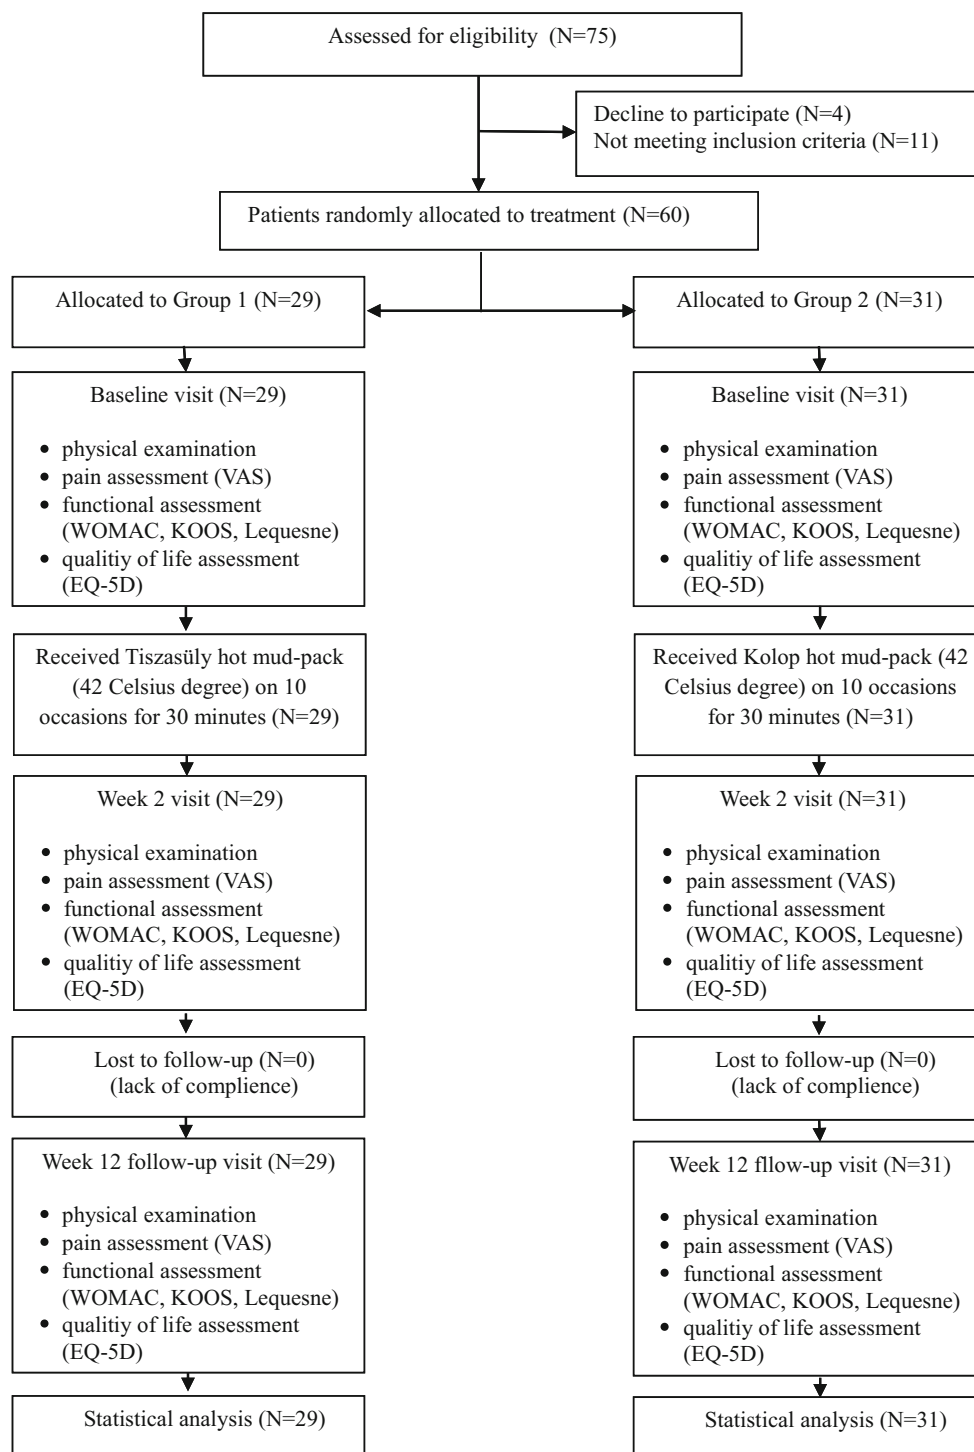 Assessed for eligibility (N=75)
Decline to participate (N=4)
Not meeting inclusion criteria (N=11)
Patients randomly allocated to treatment (N=60)
Allocated to Group 1 (N=29)
Allocated to Group 2 (N=31)
Baseline visit (N=29)
• physical examination
• pain assessment (VAS)
• functional assessment
(WOMAC, KOOS, Lequesne)
• qualitiy of life assessment
(EQ-5D)
Baseline visit (N=31)
• physical examination
• pain assessment (VAS)
• functional assessment
(WOMAC, KOOS, Lequesne)
• qualitiy of life assessment
(EQ-5D)
Received Tiszasüly hot mud-pack
(42 Celsius degree) on 10
occasions for 30 minutes (N=29)
Received Kolop hot mud-pack (42
Celsius degree) on 10 occasions
for 30 minutes (N=31)
Week 2 visit (N=29)
• physical examination
• pain assessment (VAS)
• functional assessment
(WOMAC, KOOS, Lequesne)
• qualitiy of life assessment
(EQ-5D)
Week 2 visit (N=31)
• physical examination
• pain assessment (VAS)
• functional assessment
(WOMAC, KOOS, Lequesne)
• qualitiy of life assessment
(EQ-5D)
Lost to follow-up (N=0)
(lack of complience)
Lost to follow-up (N=0)
(lack of complience)
Week 12 follow-up visit (N=29)
• physical examination
• pain assessment (VAS)
• functional assessment
(WOMAC, KOOS, Lequesne)
• qualitiy of life assessment
(EQ-5D)
Week 12 fllow-up visit (N=31)
• physical examination
• pain assessment (VAS)
• functional assessment
(WOMAC, KOOS, Lequesne)
• qualitiy of life assessment
(EQ-5D)
Statistical analysis (N=29)
Statistical analysis (N=31)